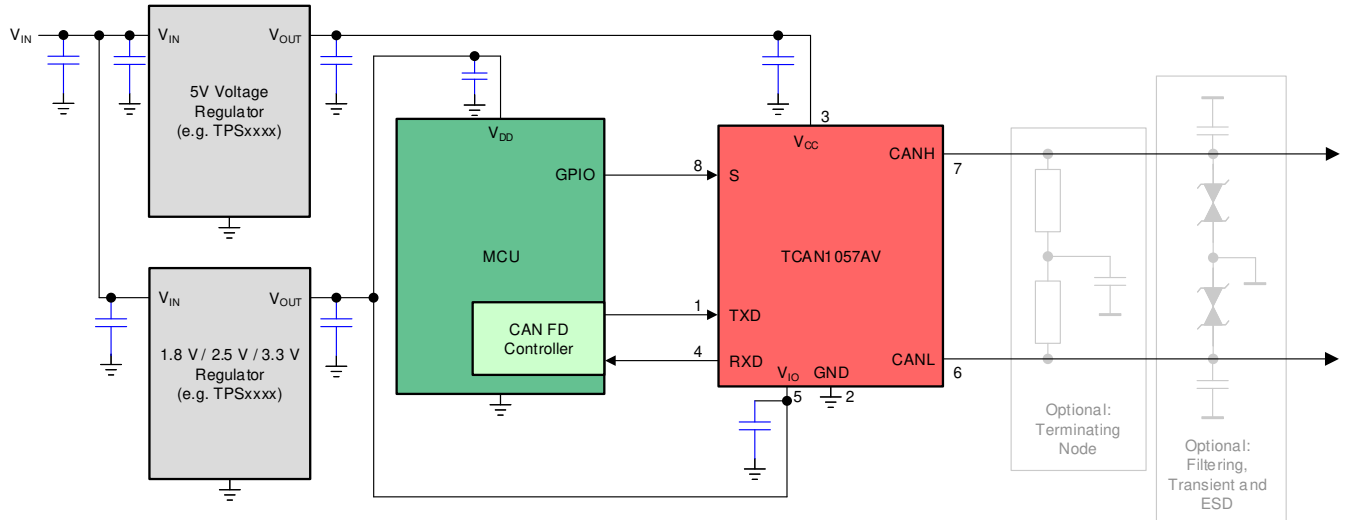 VIN
VIN
VOUT
5V Voltage
Regulator
(e.g. TPSxxxx)
VIN
VOUT
1.8 V / 2.5 V / 3.3 V
Regulator
(e.g. TPSxxxx)
VDD
GPIO
MCU
CAN FD
Controller
8
1
4
3
VCC
CANH
7
S
TCAN1057AV
TXD
RXD
CANL
6
VIO
GND
5
2
Optional:
Terminating
Node
Optional:
Filtering,
Transient and
ESD